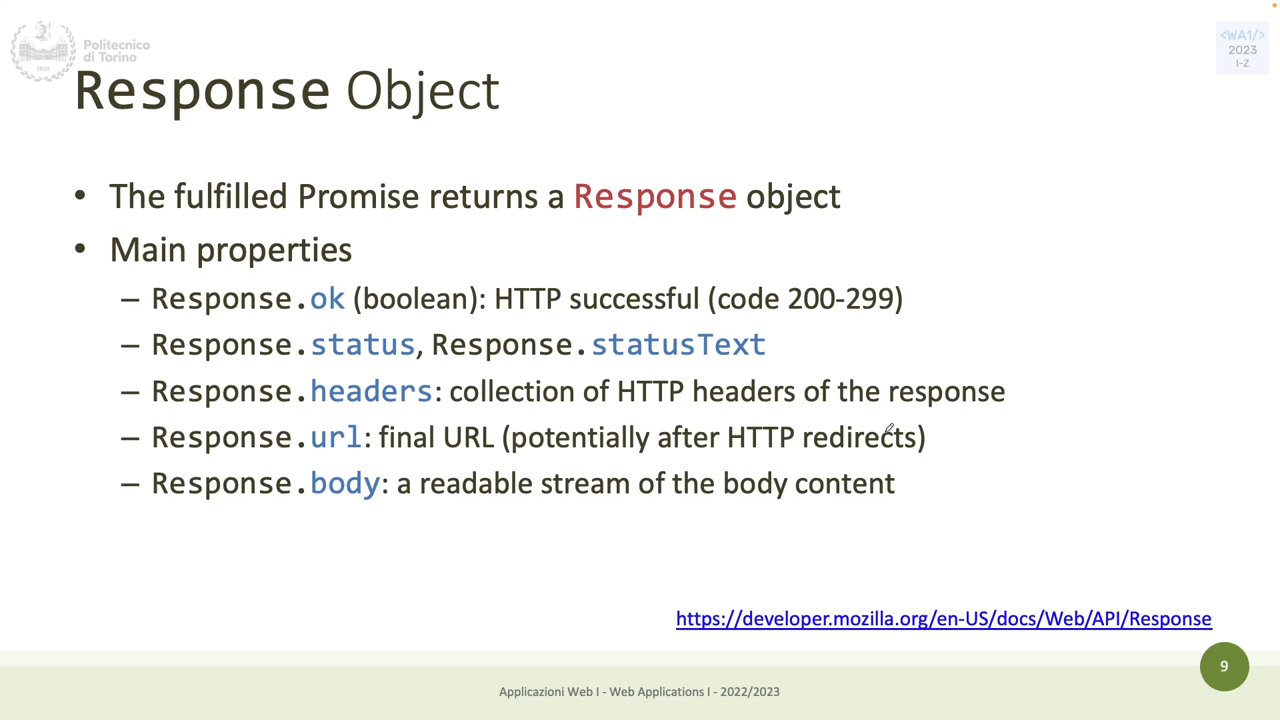 Politecnico
di Torino
1859
<WA1/>
2023
I-Z
Response Object
• The fulfilled Promise returns a Response object
• Main properties
– Response.ok (boolean): HTTP successful (code 200-299)
– Response.status, Response.statusText
– Response.headers: collection of HTTP headers of the response
– Response.url: final URL (potentially after HTTP redirects)
– Response.body: a readable stream of the body content
https://developer.mozilla.org/en-US/docs/Web/API/Response
9
Applicazioni Web I - Web Applications I - 2022/2023